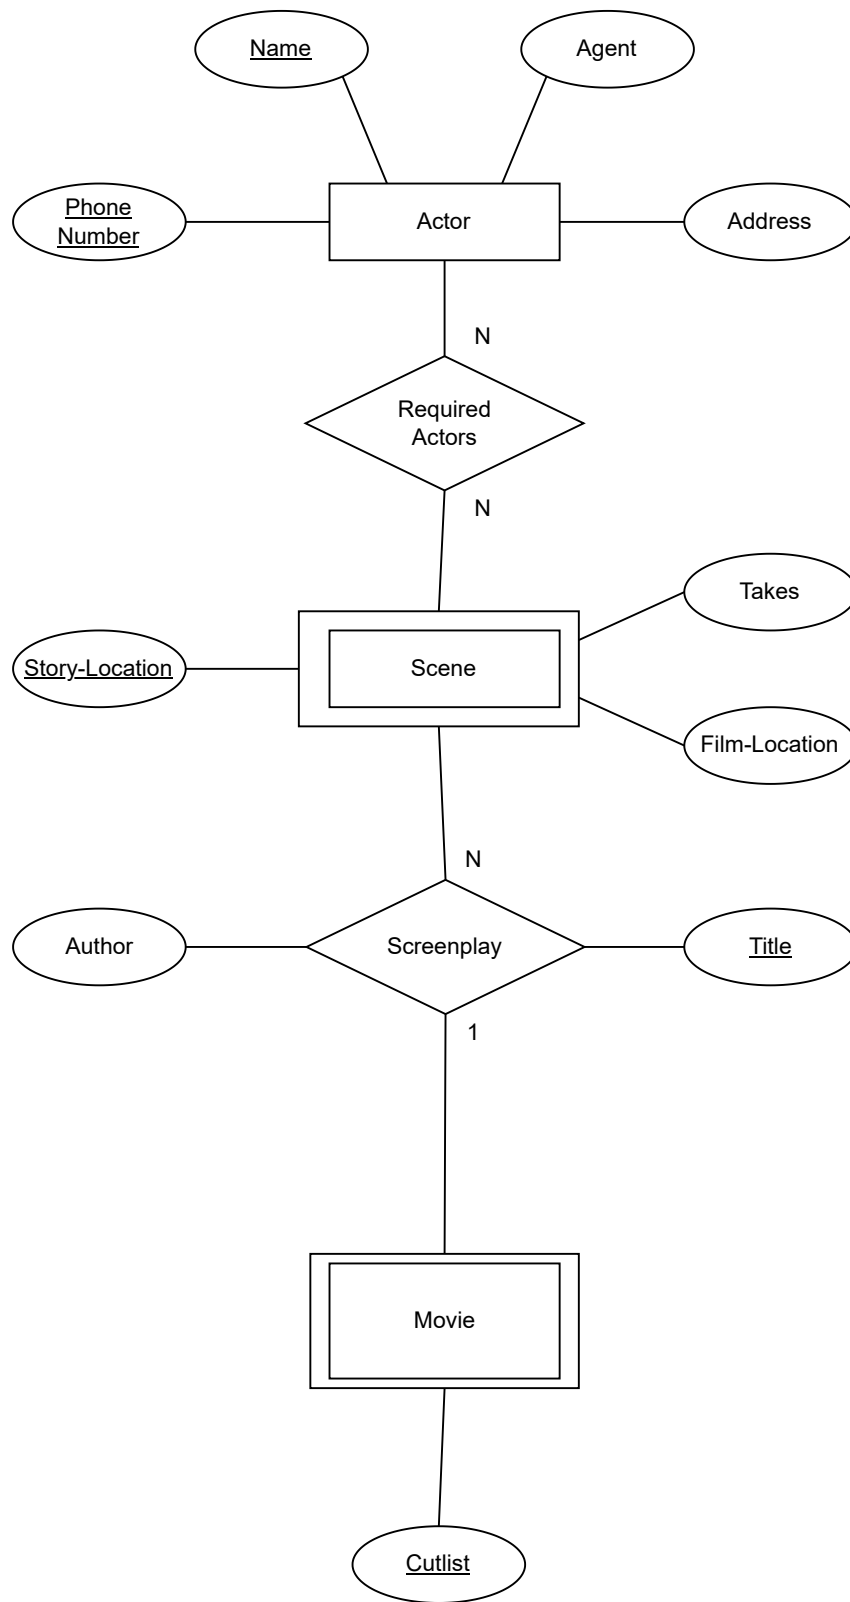 Name
Agent
Phone
Number
Actor
Address
N
Required
Actors
N
Takes
Story-Location
Scene
Film-Location
N
Author
Screenplay
Title
1
Movie
Cutlist